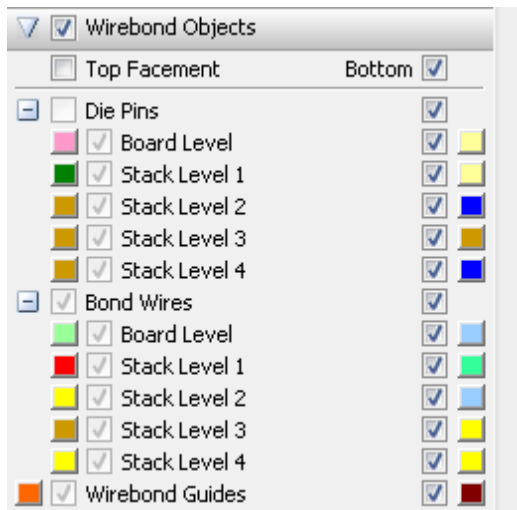 Wirebond Objects
Top Facement Bottom
Die Pins
Board Level
Stack Level 1
Stack Level 2
Stack Level 3
Stack Level 4
Bond Wires
Board Level
Stack Level 1
Stack Level 2
Stack Level 3
Stack Level 4
Wirebond Guides